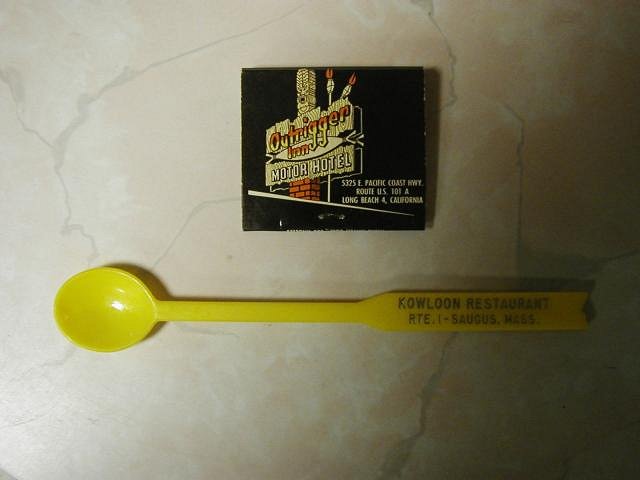 Outrigger
Inn
MOTOR HOTEL
5325 E. PACIFIC COAST HWY.
ROUTE U.S. 101 A
LONG BEACH 4, CALIFORNIA
KOWLOON RESTAURANT
RTE. 1 - SAUGUS, MASS.